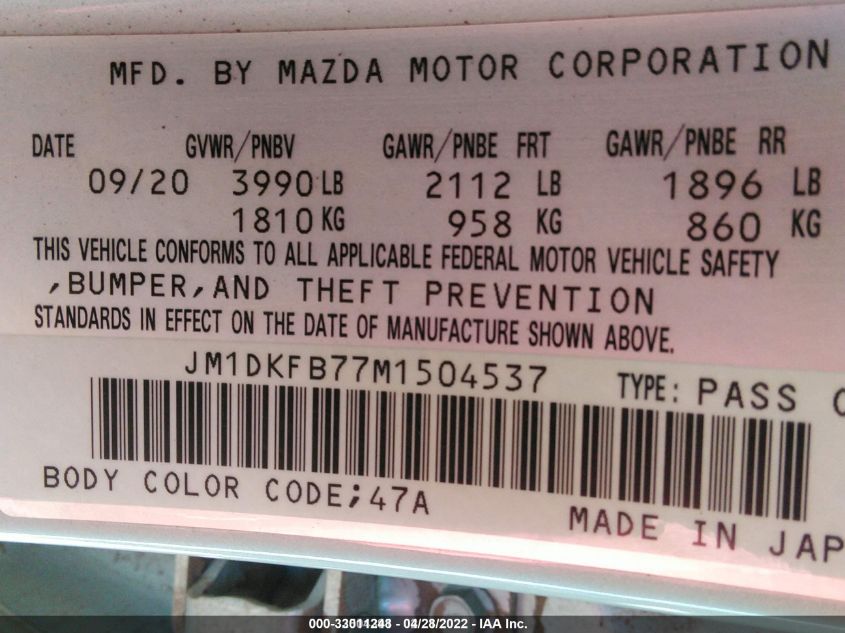 MFD. BY MAZDA MOTOR CORPORATION
DATE GVWR/PNBV GAWR/PNBE FRT GAWR/PNBE RR
09/20 3990 LB 2112 LB 1896 LB
1810 KG 958 KG 860 KG
THIS VEHICLE CONFORMS TO ALL APPLICABLE FEDERAL MOTOR VEHICLE SAFETY
,BUMPER,AND THEFT PREVENTION
STANDARDS IN EFFECT ON THE DATE OF MANUFACTURE SHOWN ABOVE.
JM1DKFB77M1504537 TYPE: PASS C
BODY COLOR CODE;47A
MADE IN JAP
000-33011248 - 04/28/2022 - IAA Inc.